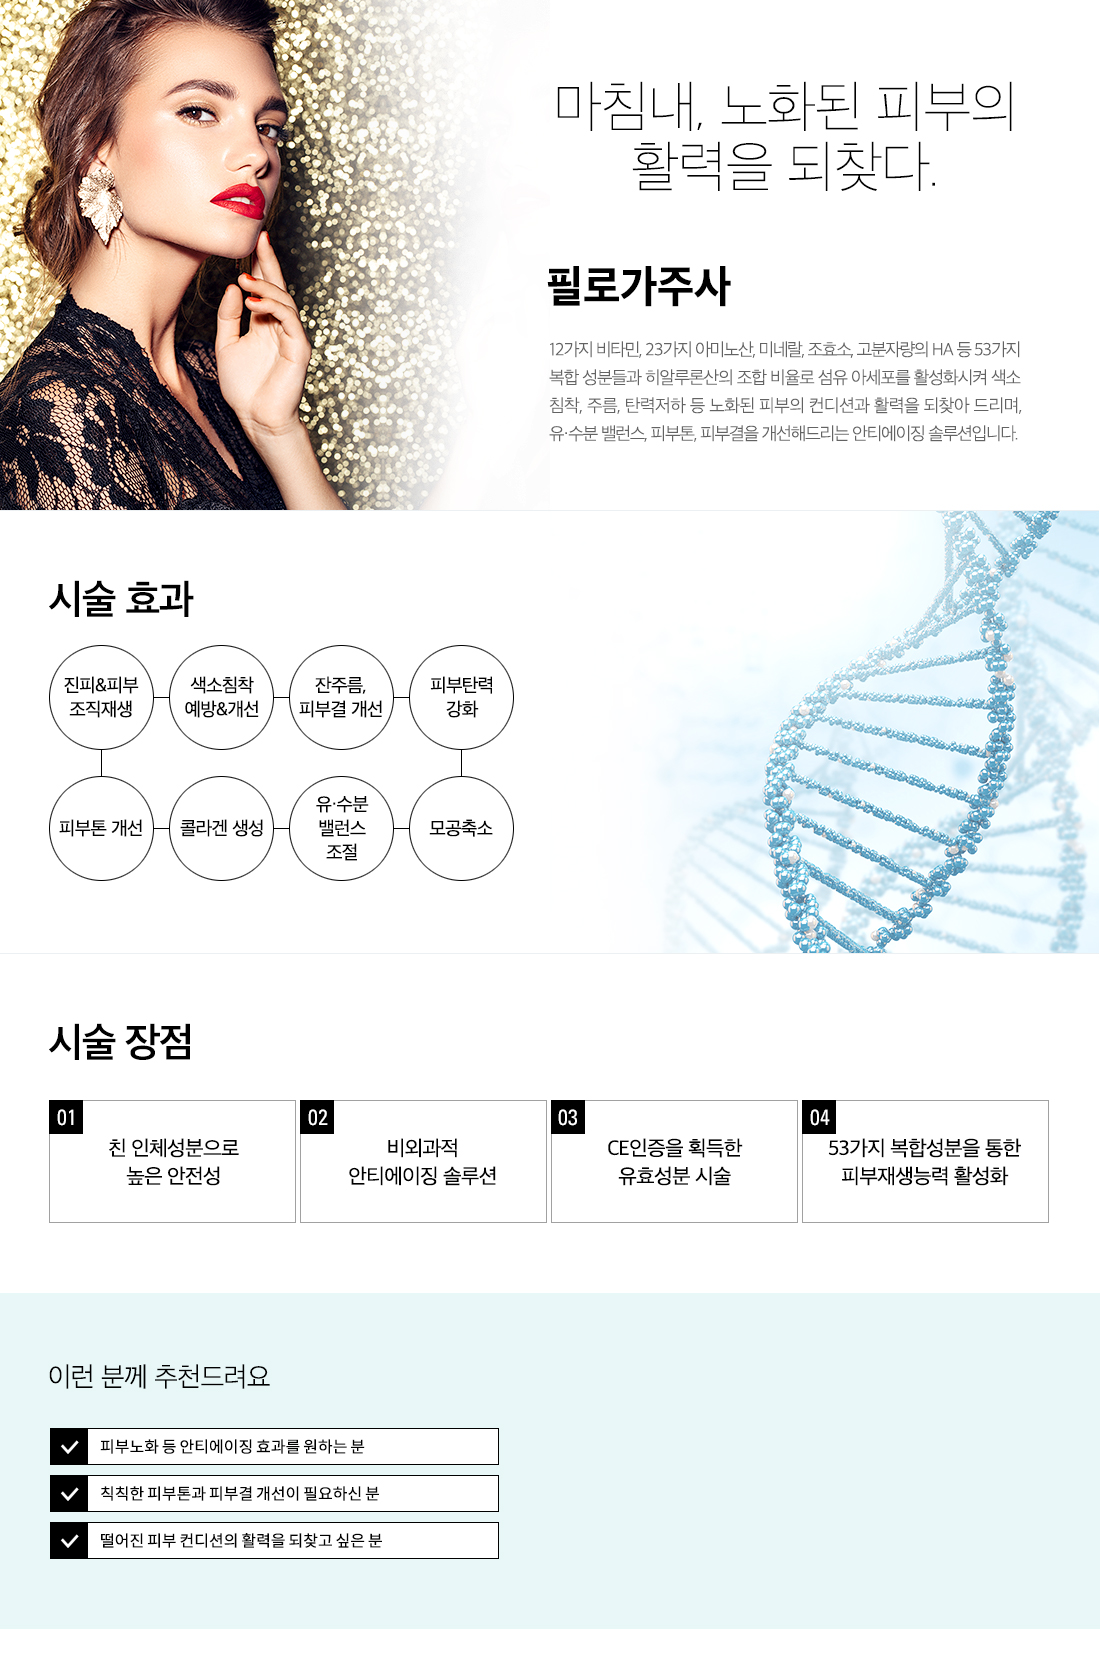 마침내, 노화된 피부의
활력을 되찾다.
필로가주사
12가지 비타민, 23가지 아미노산, 미네랄, 조효소, 고분자량의 HA 등 53가지
복합 성분들과 히알루론산의 조합 비율로 섬유 아세포를 활성화시켜 색소
침착, 주름, 탄력저하 등 노화된 피부의 컨디션과 활력을 되찾아 드리며,
유·수분 밸런스, 피부톤, 피부결을 개선해드리는 안티에이징 솔루션입니다.
시술 효과
진피&피부
조직재생
색소침착
예방&개선
잔주름,
피부결 개선
피부탄력
강화
피부톤 개선
콜라겐 생성
유·수분
밸런스
조절
모공축소
시술 장점
01
친 인체성분으로
높은 안전성
02
비외과적
안티에이징 솔루션
03
CE인증을 획득한
유효성분 시술
04
53가지 복합성분을 통한
피부재생능력 활성화
이런 분께 추천드려요
피부노화 등 안티에이징 효과를 원하는 분
칙칙한 피부톤과 피부결 개선이 필요하신 분
떨어진 피부 컨디션의 활력을 되찾고 싶은 분